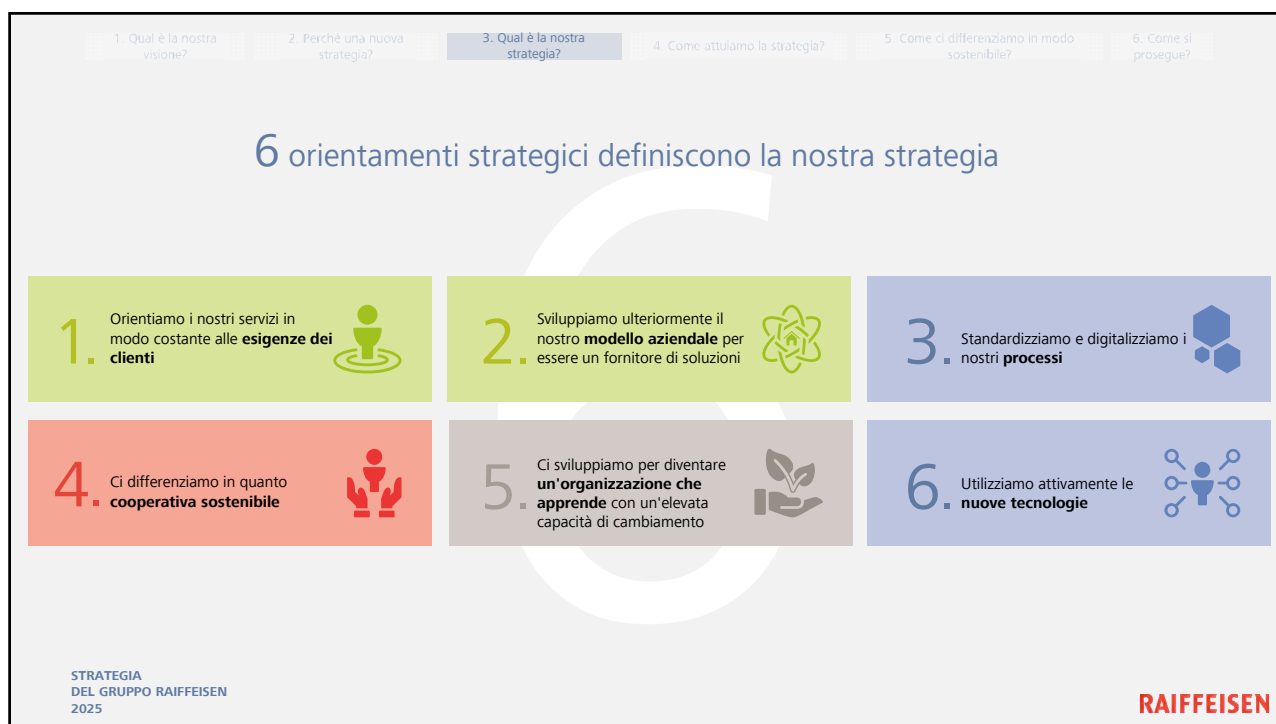 1. Qual è la nostra
visione?
2. Perché una nuova
strategia?
3. Qual è la nostra
strategia?
4. Come attuiamo la strategia?
5. Come ci differenziamo in modo
sostenibile?
6. Come si
prosegue?
6 orientamenti strategici definiscono la nostra strategia
6
1.
Orientiamo i nostri servizi in
modo costante alle esigenze dei
clienti
2.
Sviluppiamo ulteriormente il
nostro modello aziendale per
essere un fornitore di soluzioni
3.
Standardizziamo e digitalizziamo i
nostri processi
4.
Ci differenziamo in quanto
cooperativa sostenibile
5.
Ci sviluppiamo per diventare
un'organizzazione che
apprende con un'elevata
capacità di cambiamento
6.
Utilizziamo attivamente le
nuove tecnologie
STRATEGIA
DEL GRUPPO RAIFFEISEN
2025
RAIFFEISEN